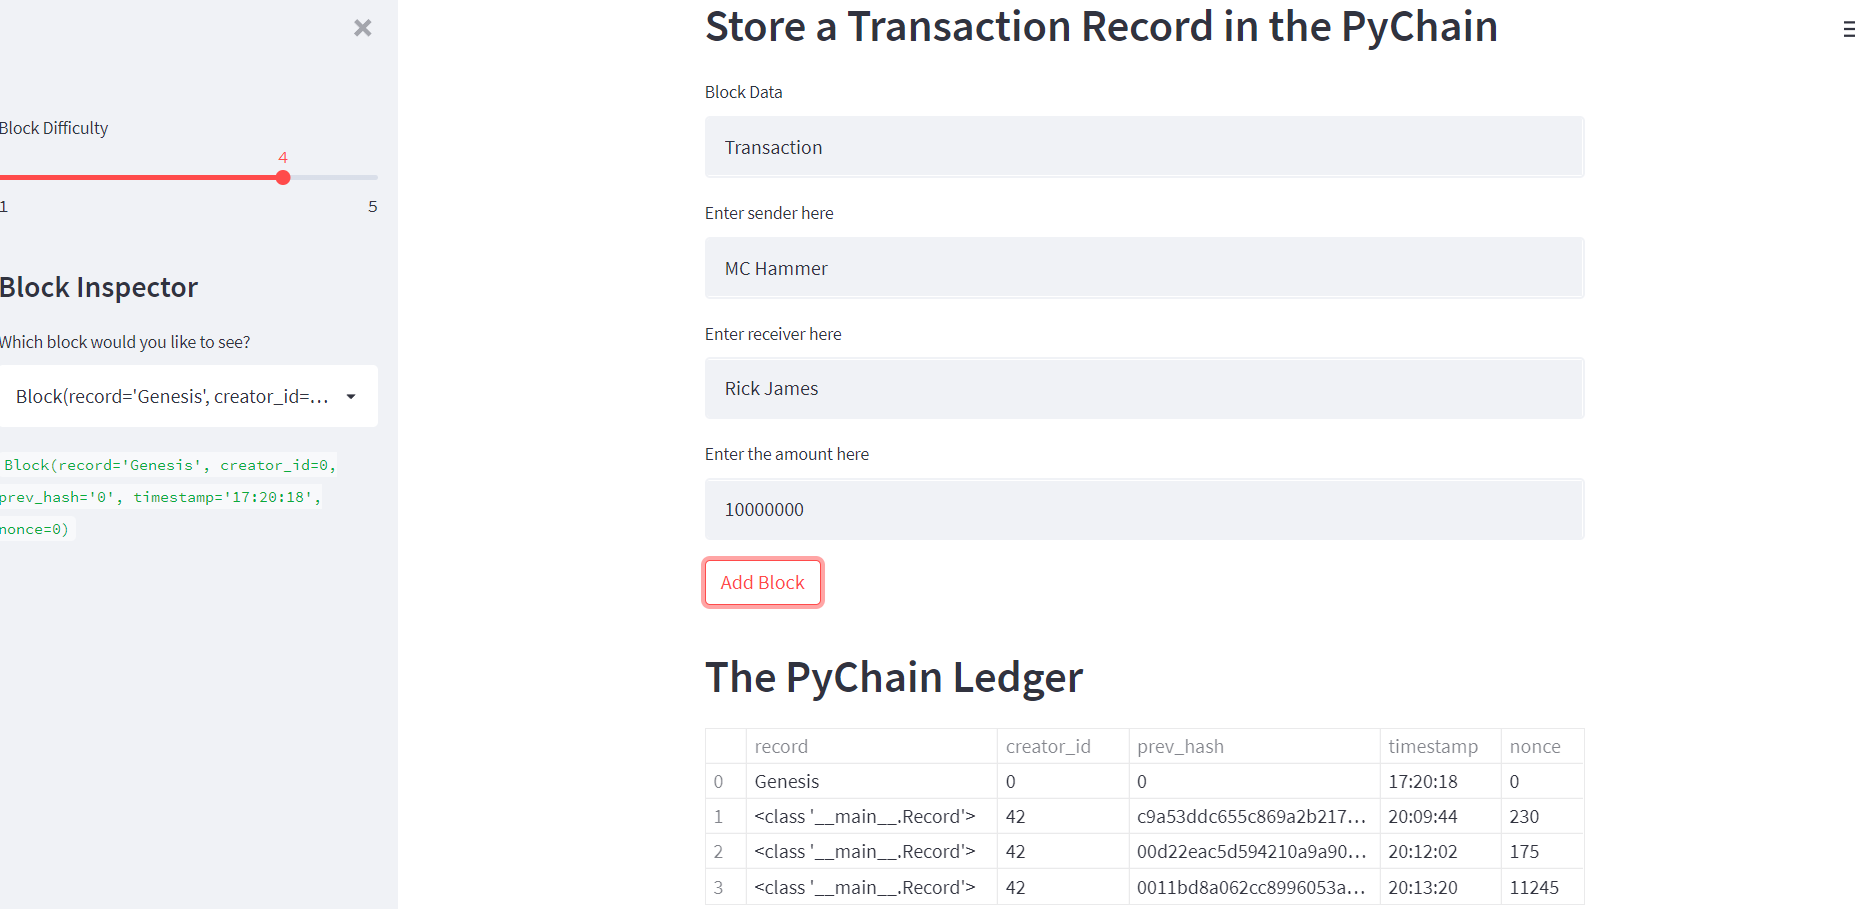 Block Difficulty
4
1 5
Block Inspector
Which block would you like to see?
Block(record='Genesis', creator_id=...
Block(record='Genesis', creator_id=0,
prev_hash='0', timestamp='17:20:18',
nonce=0)
Store a Transaction Record in the PyChain
Block Data
Transaction
Enter sender here
MC Hammer
Enter receiver here
Rick James
Enter the amount here
10000000
Add Block
The PyChain Ledger
record creator_id prev_hash timestamp nonce
0 Genesis 0 0 17:20:18 0
1 <class '__main__.Record'> 42 c9a53ddc655c869a2b217... 20:09:44 230
2 <class '__main__.Record'> 42 00d22eac5d594210a9a90... 20:12:02 175
3 <class '__main__.Record'> 42 0011bd8a062cc8996053a... 20:13:20 11245